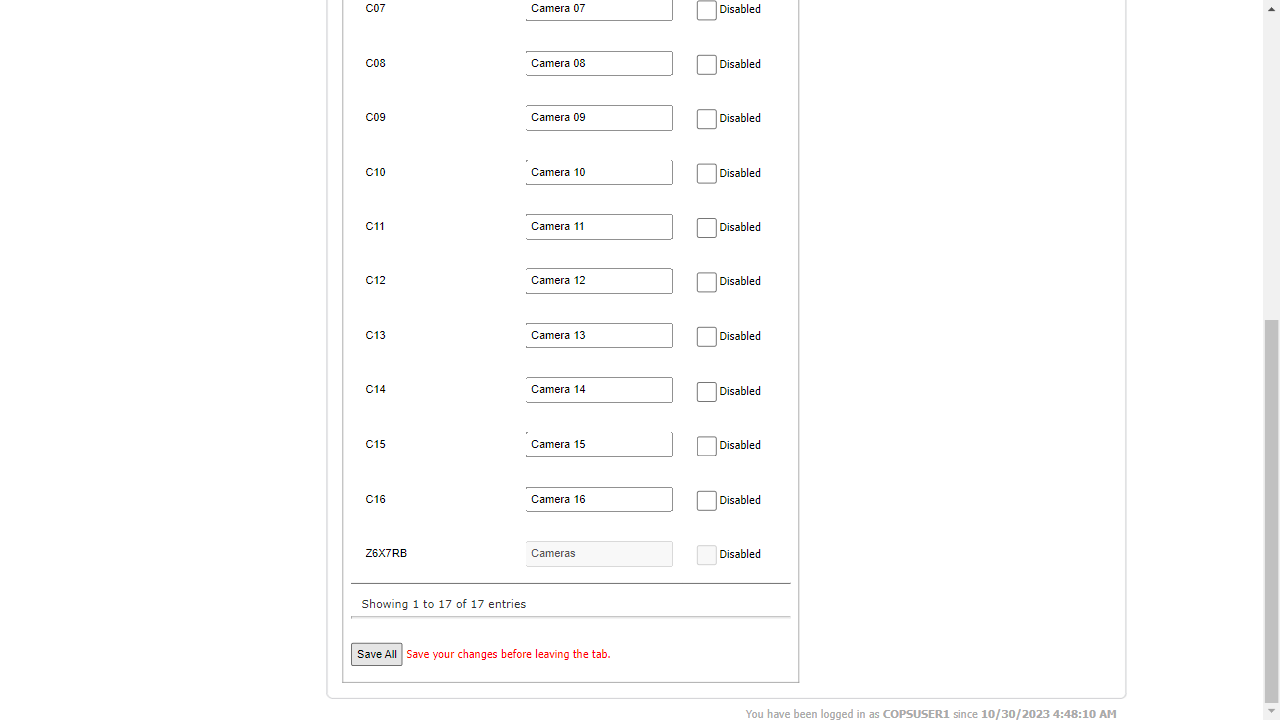 C07 Camera 07 Disabled
C08 Camera 08 Disabled
C09 Camera 09 Disabled
C10 Camera 10 Disabled
C11 Camera 11 Disabled
C12 Camera 12 Disabled
C13 Camera 13 Disabled
C14 Camera 14 Disabled
C15 Camera 15 Disabled
C16 Camera 16 Disabled
Z6X7RB Cameras Disabled
Showing 1 to 17 of 17 entries
Save All Save your changes before leaving the tab.
You have been logged in as COPSUSER1 since 10/30/2023 4:48:10 AM